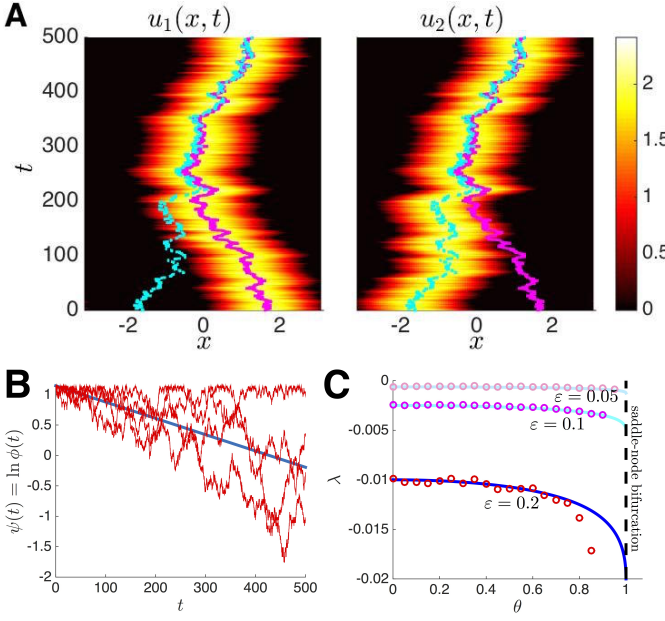 A
u₁(x, t)
u₂(x, t)
500
400
300
200
100
0
t
-2
0
2
x
-2
0
2
x
2
1.5
1
0.5
0
B
1
0.5
0
-0.5
-1
-1.5
-2
ψ(t) = ln ϕ(t)
0
100
200
300
400
500
t
C
0
-0.005
-0.01
-0.015
-0.02
λ
ε = 0.05
ε = 0.1
ε = 0.2
saddle-node bifurcation
0
0.2
0.4
0.6
0.8
1
θ